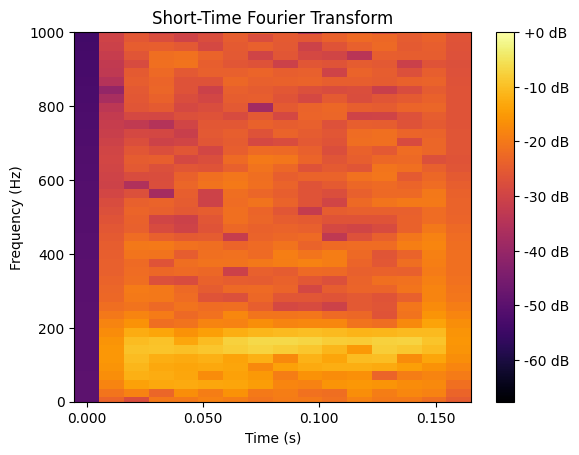 Short-Time Fourier Transform
1000
800
600
400
200
0
Frequency (Hz)
0.000
0.050
0.100
0.150
Time (s)
+0 dB
-10 dB
-20 dB
-30 dB
-40 dB
-50 dB
-60 dB